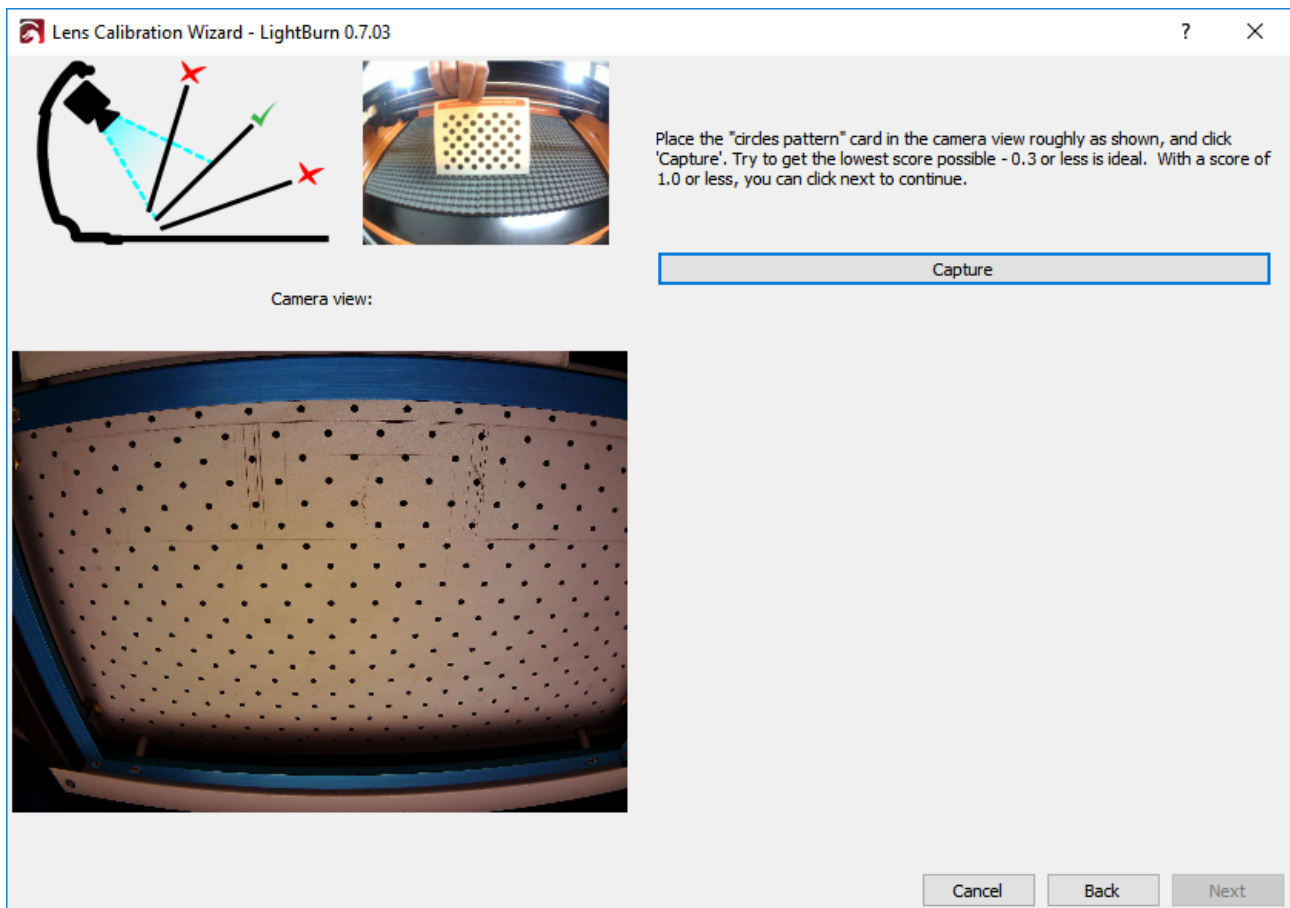 Lens Calibration Wizard - LightBurn 0.7.03
Place the "circles pattern" card in the camera view roughly as shown, and click
'Capture'. Try to get the lowest score possible - 0.3 or less is ideal.  With a score of
1.0 or less, you can click next to continue.
Capture
Camera view:
Cancel
Back
Next